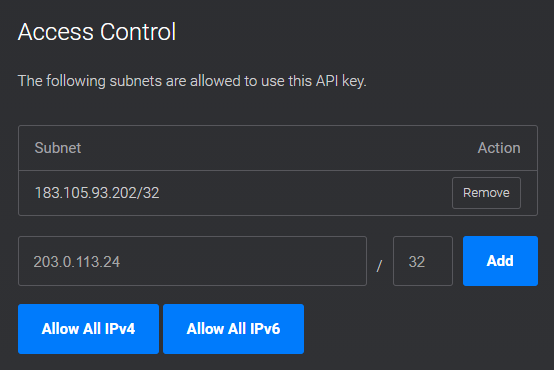 Access Control
The following subnets are allowed to use this API key.
Subnet Action
183.105.93.202/32 Remove
203.0.113.24 / 32 Add
Allow All IPv4 Allow All IPv6